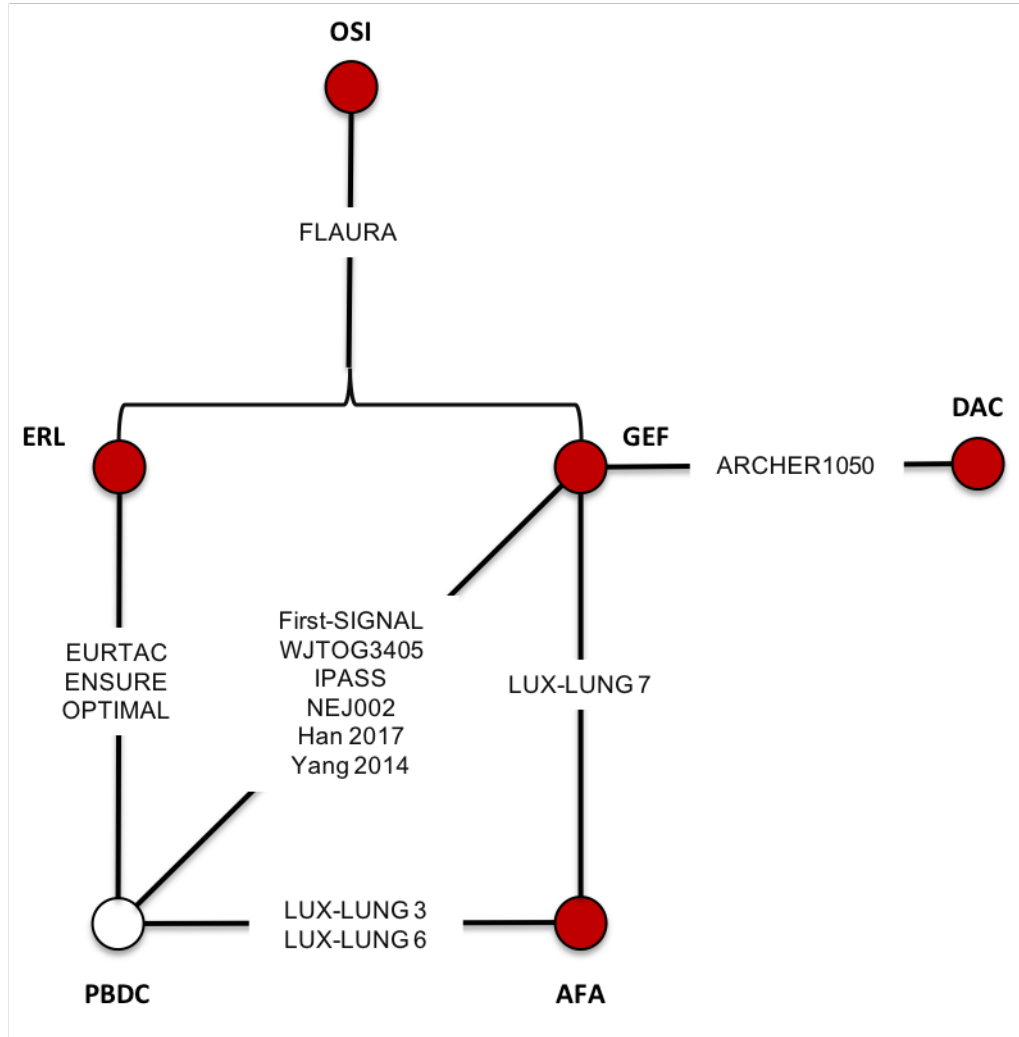 OSI
FLAURA
DAC
ERL
GEF
ARCHER1050
First-SIGNAL
WJTOG3405
IPASS
NEJ002
Han 2017
Yang 2014
EURTAC
ENSURE
OPTIMAL
LUX-LUNG 7
LUX-LUNG 3
LUX-LUNG 6
PBDC
AFA